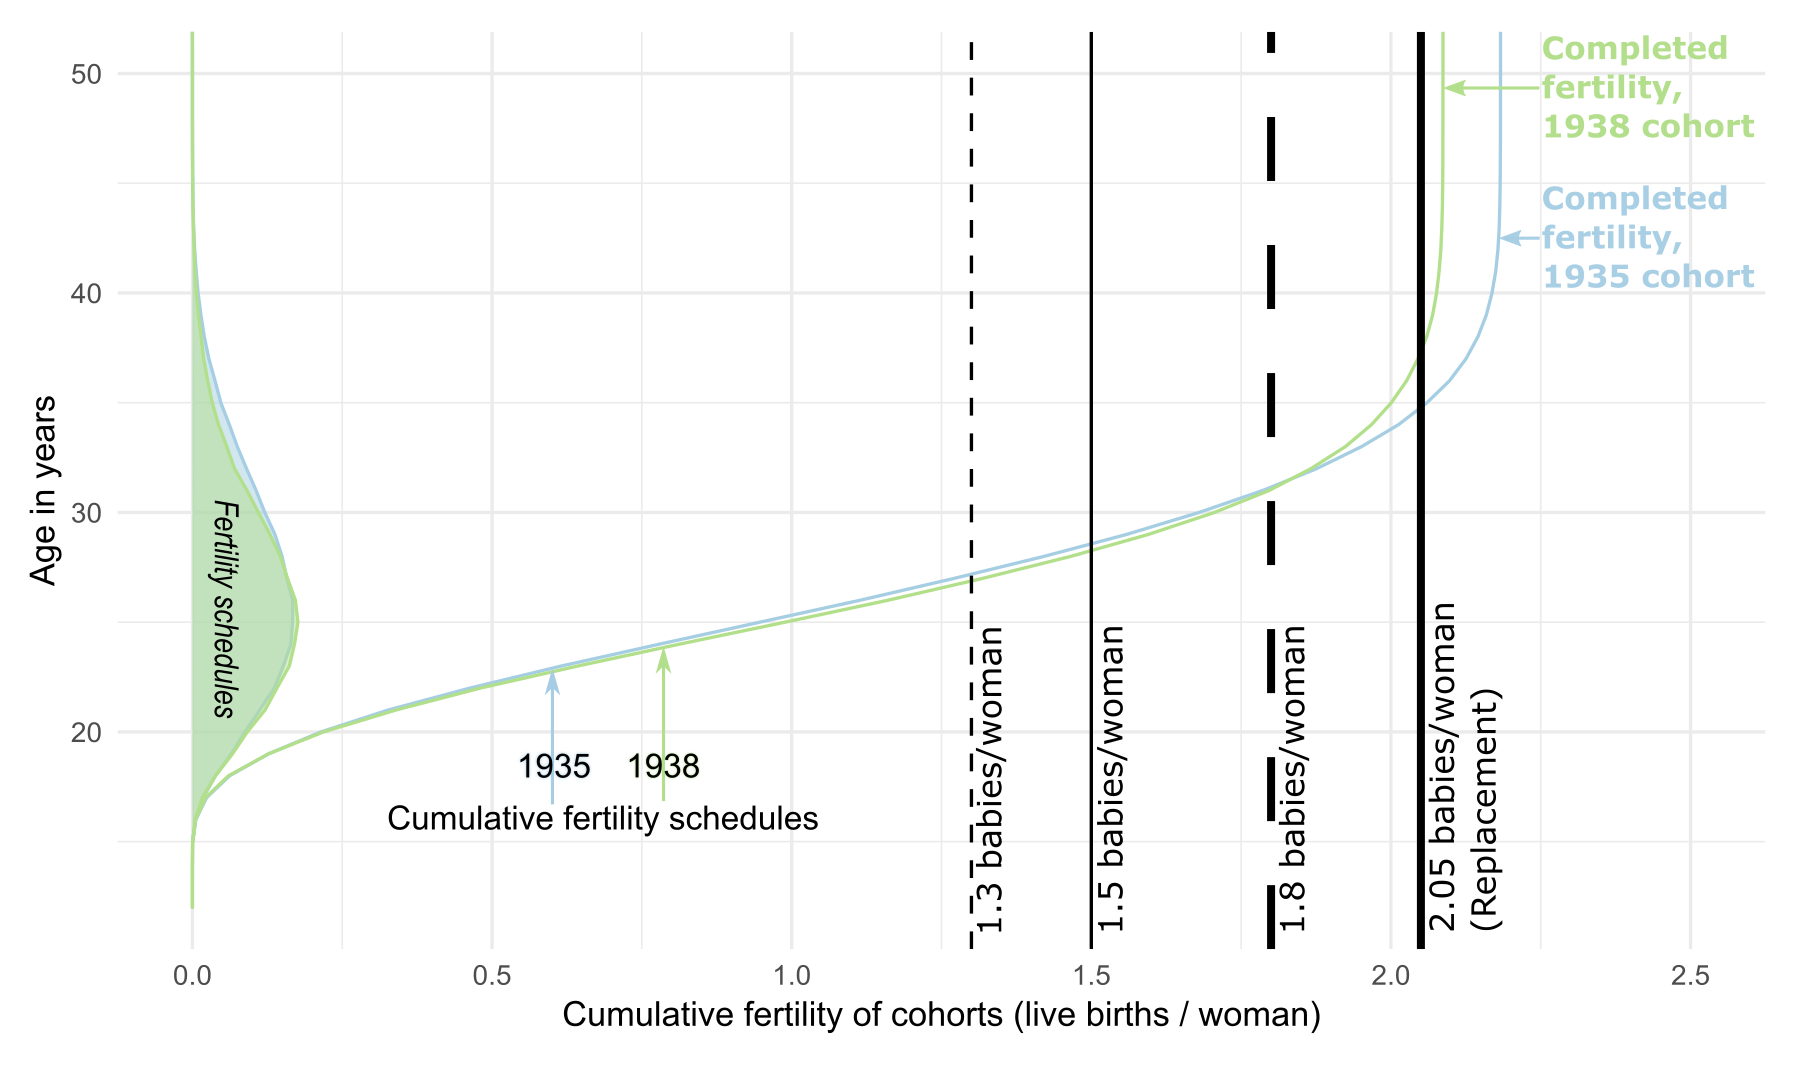 Completed
fertility,
1938 cohort
Completed
fertility,
1935 cohort
50
40
30
20
Age in years
Fertility schedules
1935
1938
Cumulative fertility schedules
1.3 babies/woman
1.5 babies/woman
1.8 babies/woman
2.05 babies/woman
(Replacement)
0.0
0.5
1.0
1.5
2.0
2.5
Cumulative fertility of cohorts (live births / woman)